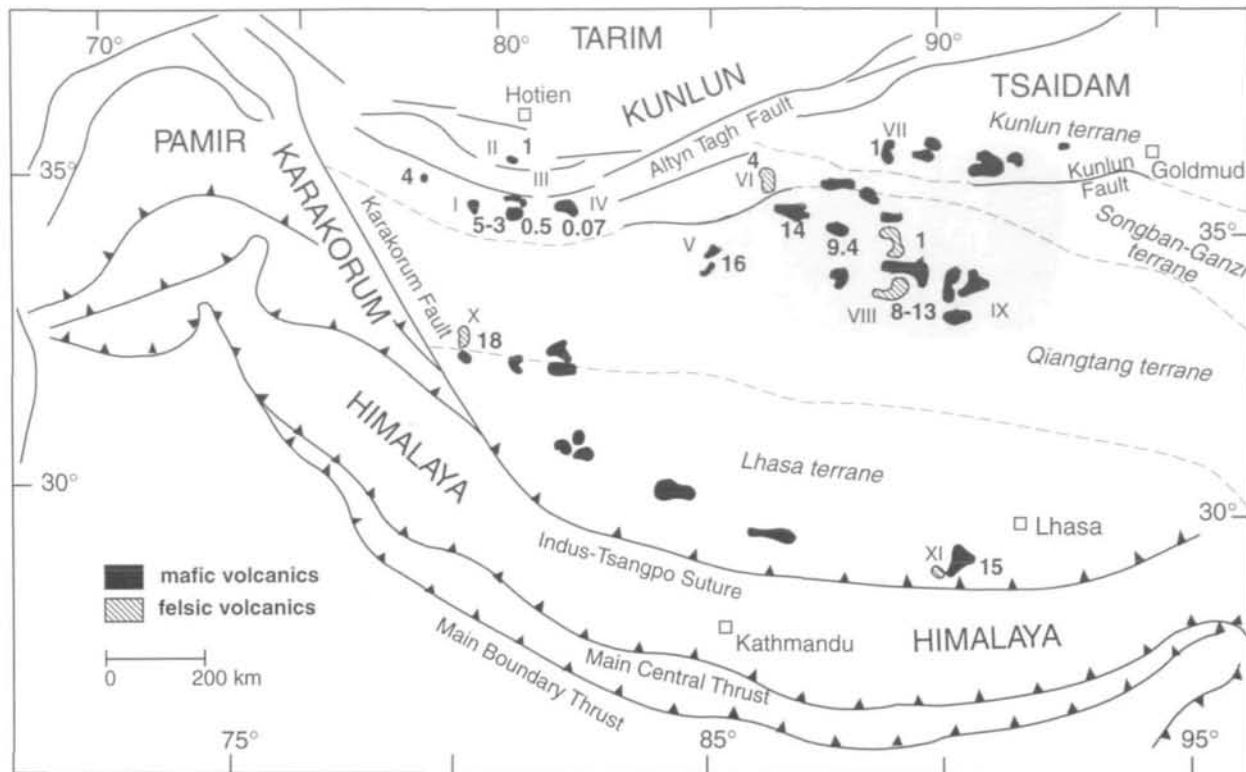 70°
80°
TARIM
90°
Hotien
KUNLUN
TSAIDAM
PAMIR
II
1
Altyn Tagh Fault
VII
1
Kunlun terrane
Goldmud
35°
KARAKORUM
4
III
4
VI
Kunlun
Fault
I
IV
5-3
0.5
0.07
Karakorum Fault
V
16
14
9.4
1
Songban-Ganzi
terrane
35°
X
18
VIII
8-13
IX
Qiangtang terrane
HIMALAYA
30°
Lhasa terrane
Lhasa
30°
Indus-Tsangpo Suture
XI
15
mafic volcanics
felsic volcanics
Kathmandu
HIMALAYA
0
200 km
Main Central Thrust
Main Boundary Thrust
75°
85°
95°